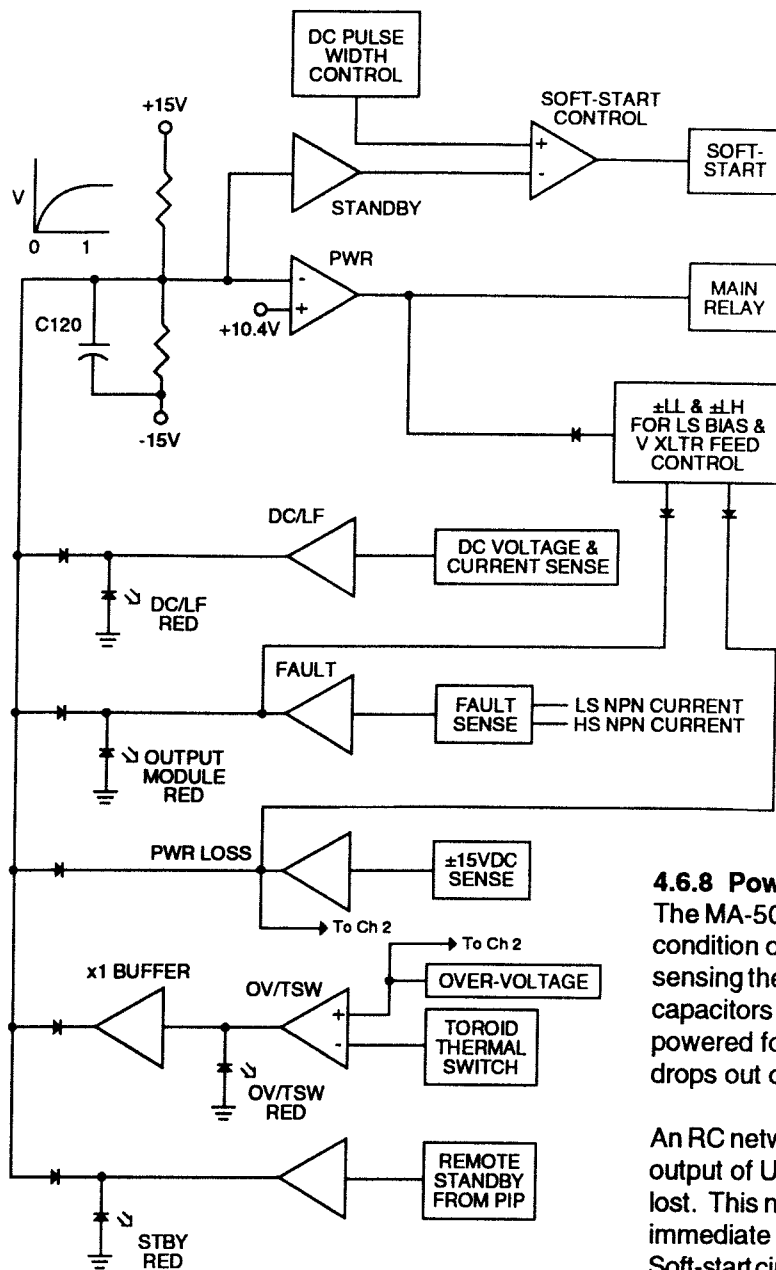 DC PULSE
WIDTH
CONTROL
+15V
SOFT-START
CONTROL
+
-
SOFT-
START
V
0 1
STANDBY
PWR
-
+
+10.4V
MAIN
RELAY
C120
-15V
±LL & ±LH
FOR LS BIAS &
V XLTR FEED
CONTROL
DC/LF
DC VOLTAGE &
CURRENT SENSE
DC/LF
RED
FAULT
FAULT
SENSE
LS NPN CURRENT
HS NPN CURRENT
OUTPUT
MODULE
RED
PWR LOSS
±15VDC
SENSE
To Ch 2
To Ch 2
x1 BUFFER
OV/TSW
+
-
OVER-VOLTAGE
TOROID
THERMAL
SWITCH
OV/TSW
RED
REMOTE
STANDBY
FROM PIP
STBY
RED
4.6.8 Pow
The MA-50
condition o
sensing the
capacitors
powered fo
drops out o
An RC netw
output of U
lost. This n
immediate
Soft-start cir